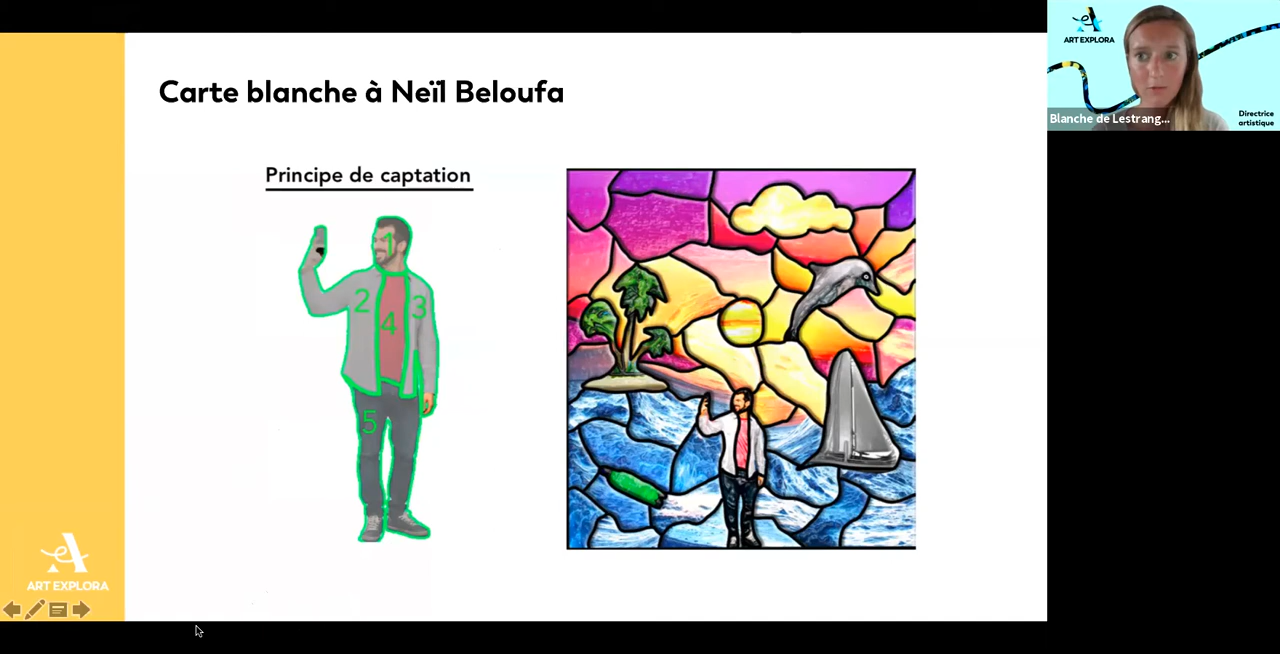 Carte blanche à Neïl Beloufa
Principe de captation
1
2
3
4
5
ART EXPLORA
ART EXPLORA
Blanche de Lestrang...
Directrice
artistique